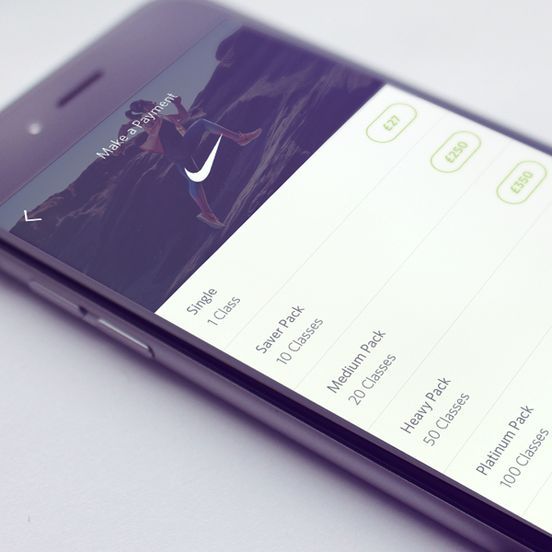 Make a Payment
Single
1 Class
£27
Saver Pack
10 Classes
£250
Medium Pack
20 Classes
£350
Heavy Pack
50 Classes
Platinum Pack
100 Classes